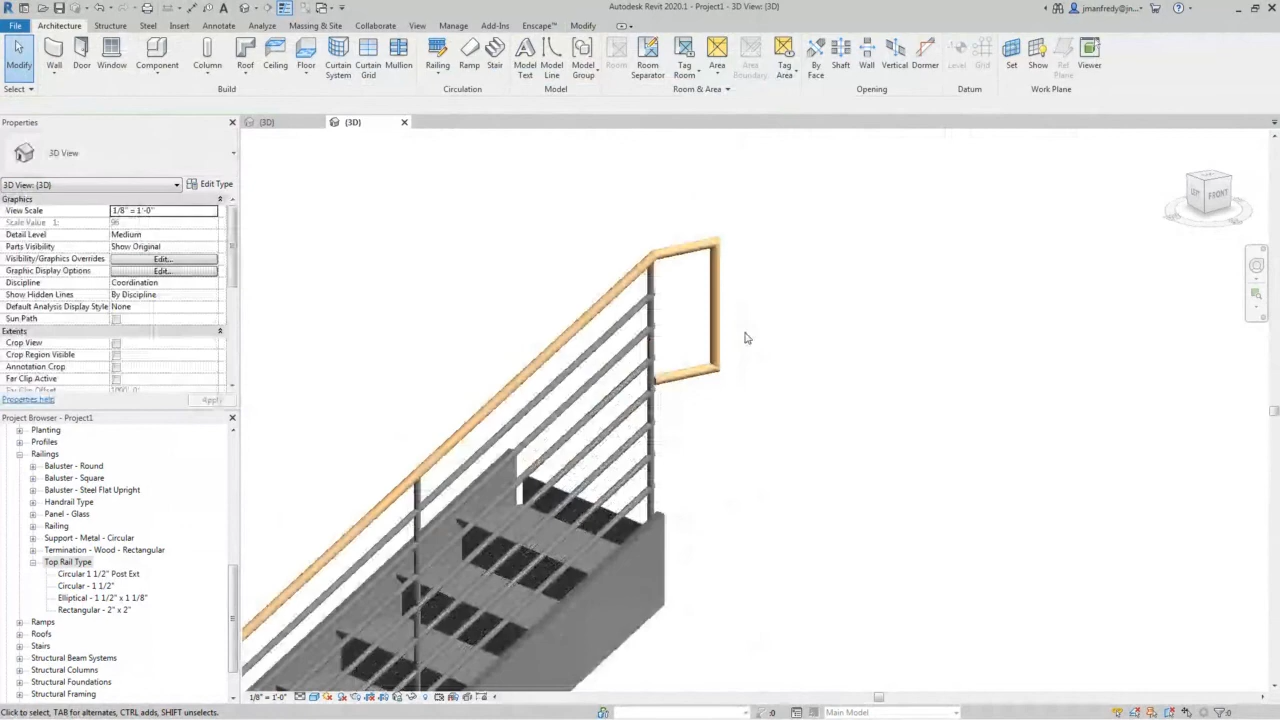 Autodesk Revit 2020.1 - Project1 - 3D View: {3D}
jmanfredy@jn...
File Architecture Structure Steel Insert Annotate Analyze Massing & Site Collaborate View Manage Add-Ins Enscape™ Modify
Modify Wall Door Window Component Column Roof Ceiling Floor Curtain System Curtain Grid Mullion Railing Ramp Stair Model Text Model Line Model Group Room Room Separator Tag Room Area Area Boundary Tag Area By Face Shaft Wall Vertical Dormer Level Grid Set Show Ref Plane Viewer
Select Build Circulation Model Room & Area Opening Datum Work Plane
Properties
{3D} {3D}
3D View
3D View: {3D} Edit Type
Graphics
View Scale 1/8" = 1'-0"
Scale Value 1: 96
Detail Level Medium
Parts Visibility Show Original
Visibility/Graphics Overrides Edit...
Graphic Display Options Edit...
Discipline Coordination
Show Hidden Lines By Discipline
Default Analysis Display Style None
Sun Path
Extents
Crop View
Crop Region Visible
Annotation Crop
Far Clip Active
Far Clip Offset 1000' 0"
Properties help Apply
LEFT FRONT
Project Browser - Project1
Planting
Profiles
Railings
Baluster - Round
Baluster - Square
Baluster - Steel Flat Upright
Handrail Type
Panel - Glass
Railing
Support - Metal - Circular
Termination - Wood - Rectangular
Top Rail Type
Circular 1 1/2" Post Ext
Circular - 1 1/2"
Elliptical - 1 1/2" x 1 1/8"
Rectangular - 2" x 2"
Ramps
Roofs
Stairs
Structural Beam Systems
Structural Columns
Structural Foundations
Structural Framing
1/8" = 1'-0"
Click to select, TAB for alternates, CTRL adds, SHIFT unselects. :0 Main Model :0